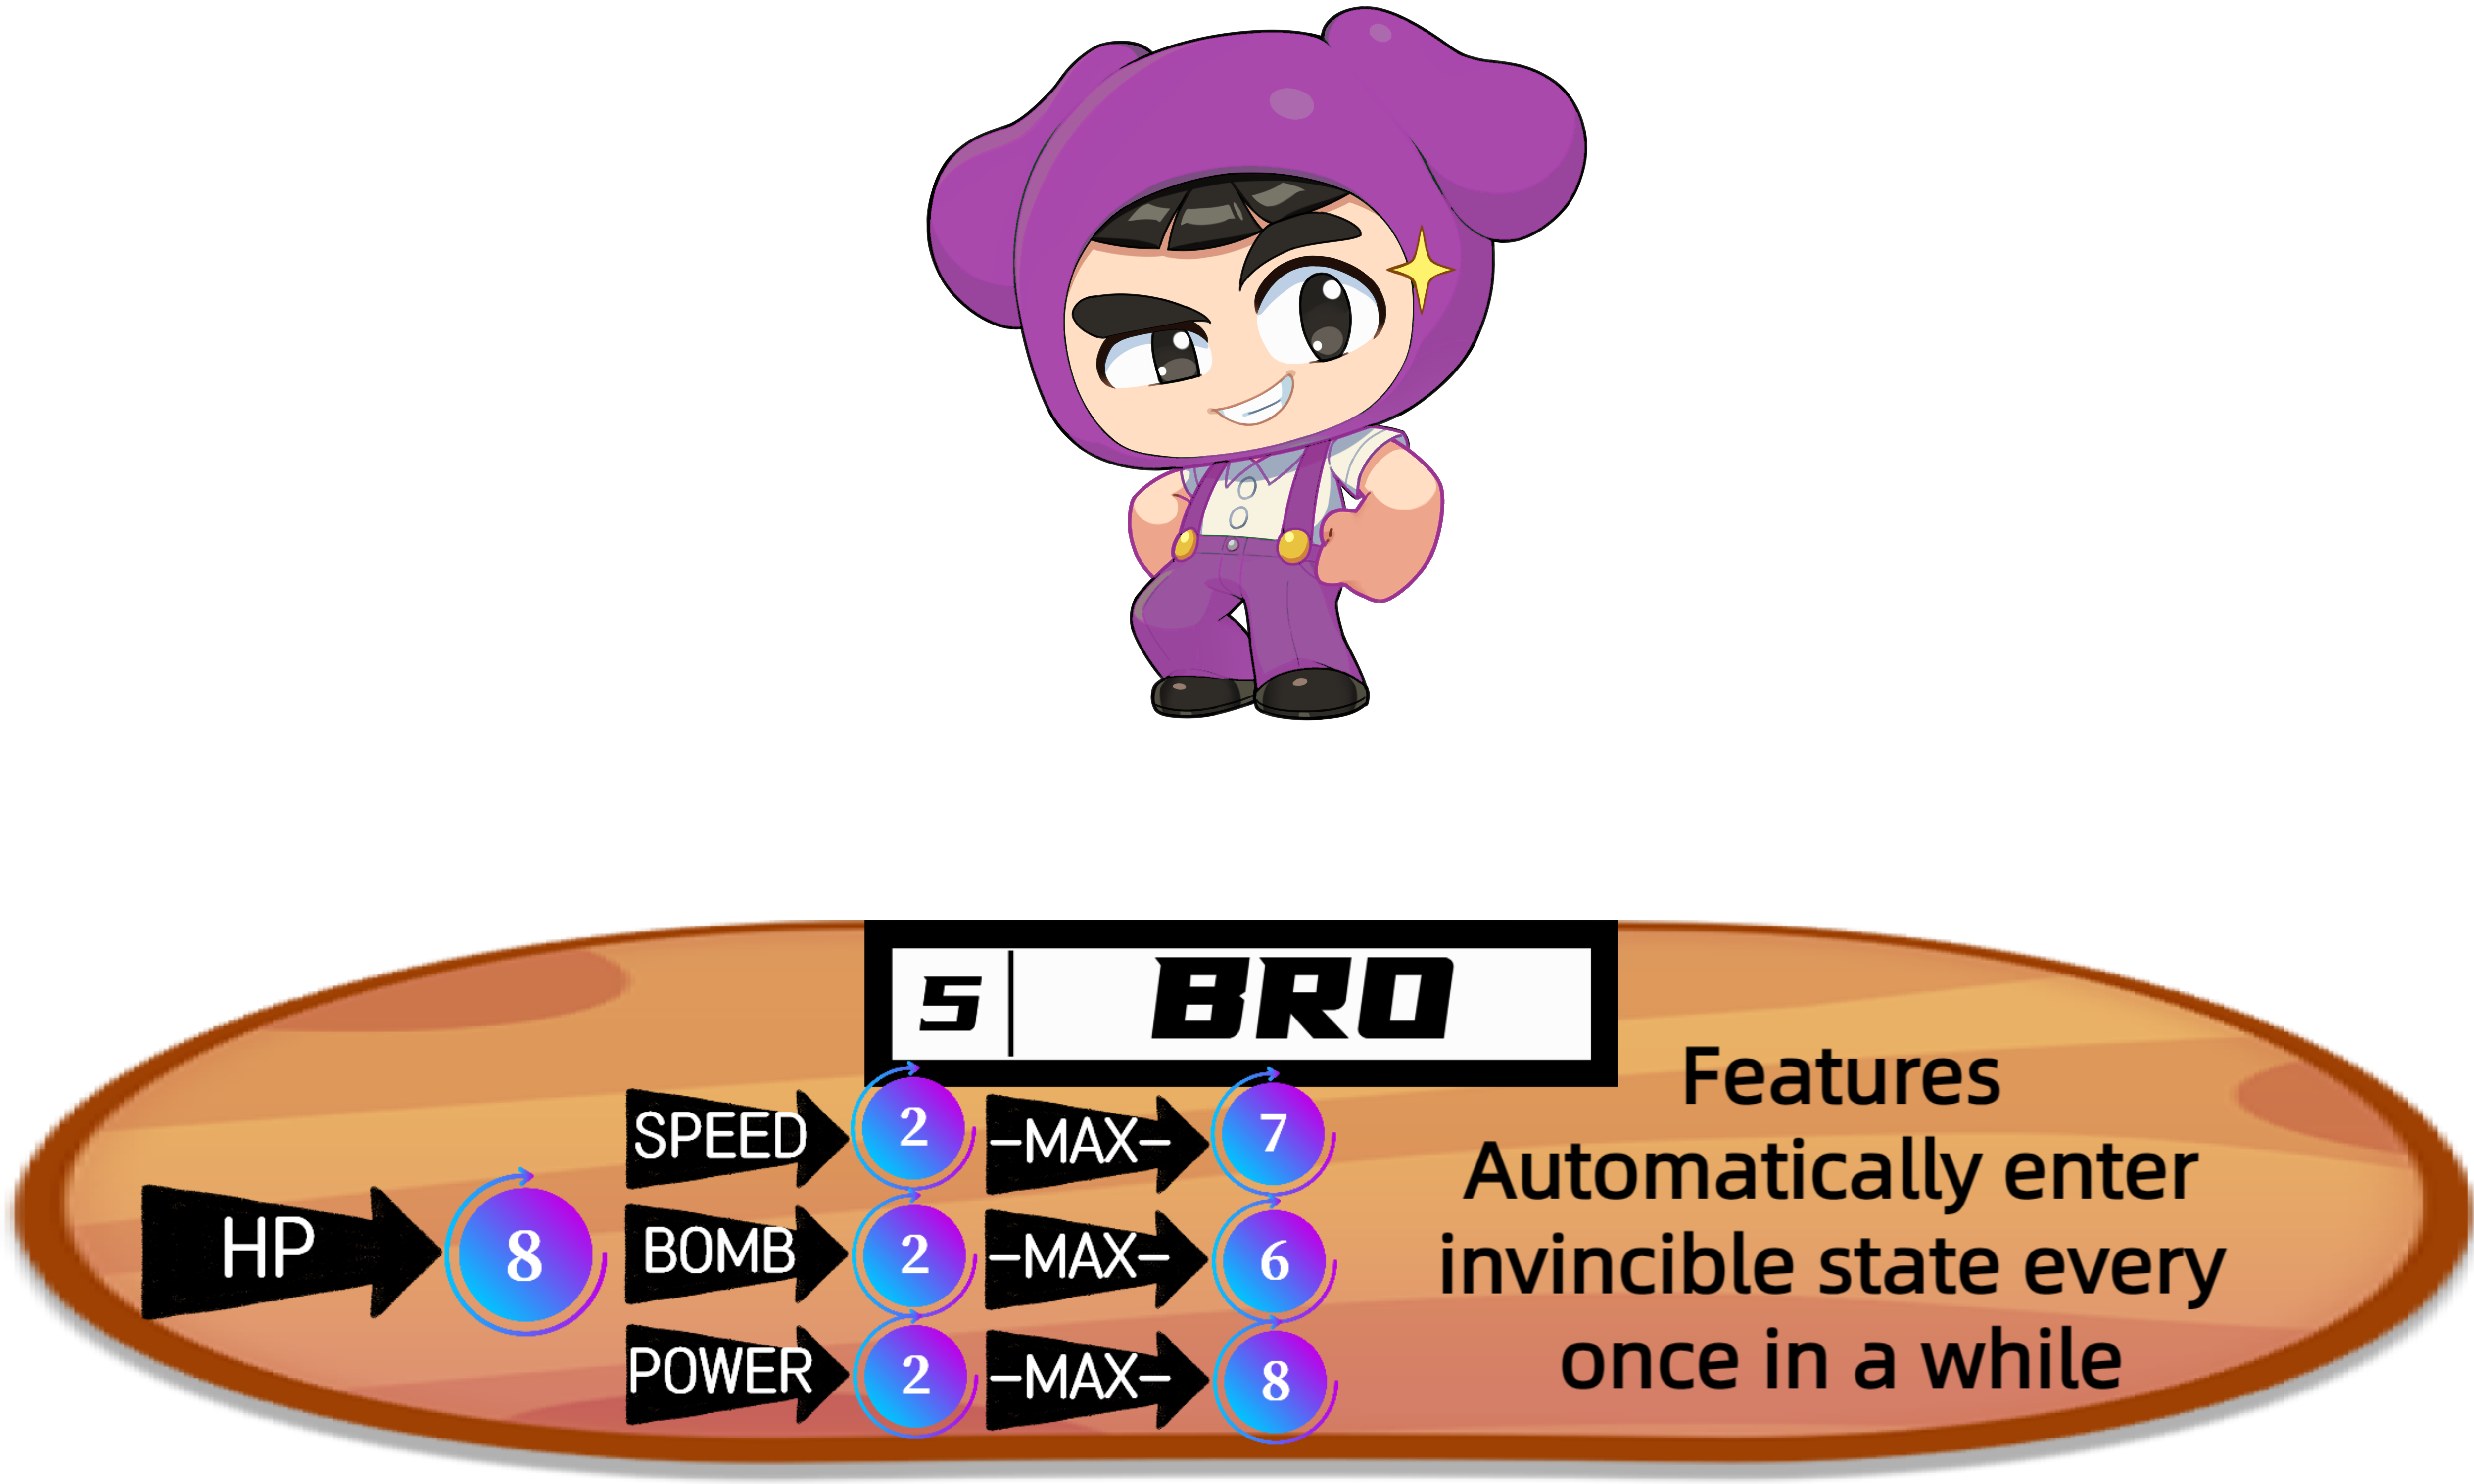 S BRO
SPEED 2 -MAX- 7
HP 8
BOMB 2 -MAX- 6
POWER 2 -MAX- 8
Features
Automatically enter
invincible state every
once in a while